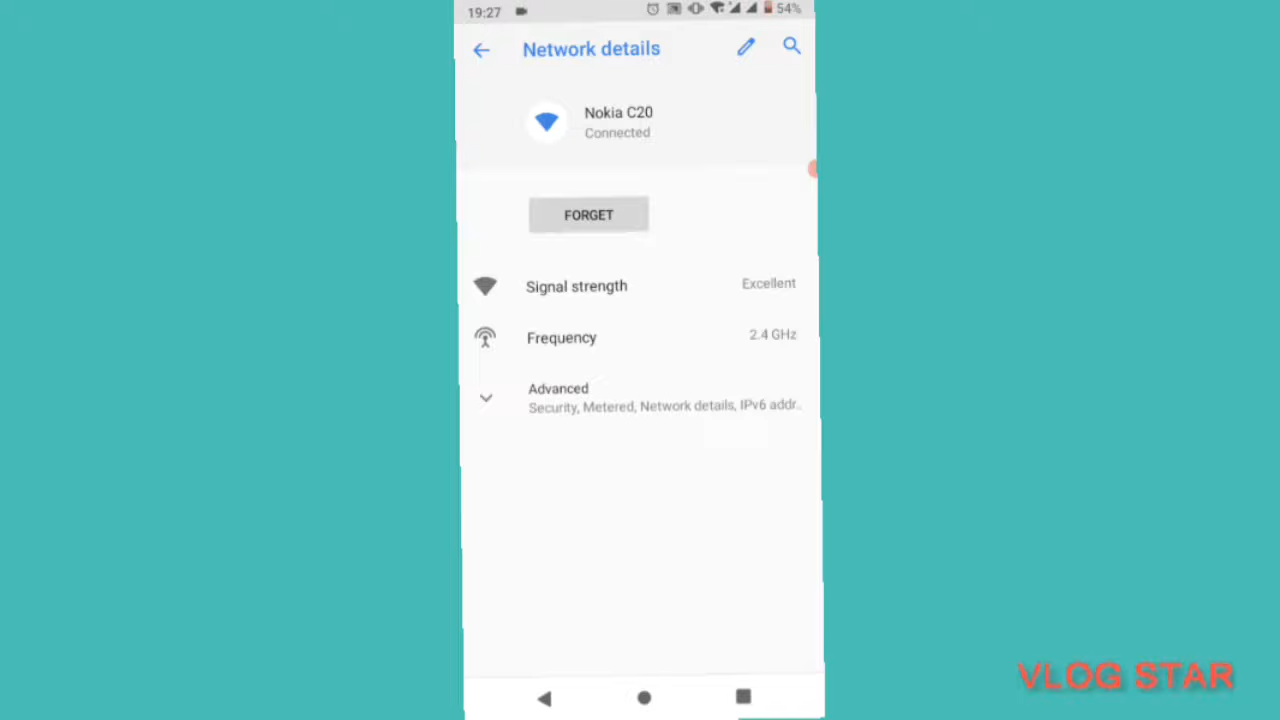 19:27 54%
Network details
Nokia C20
Connected
FORGET
Signal strength Excellent
Frequency 2.4 GHz
Advanced
Security, Metered, Network details, IPv6 addr..
VLOG STAR